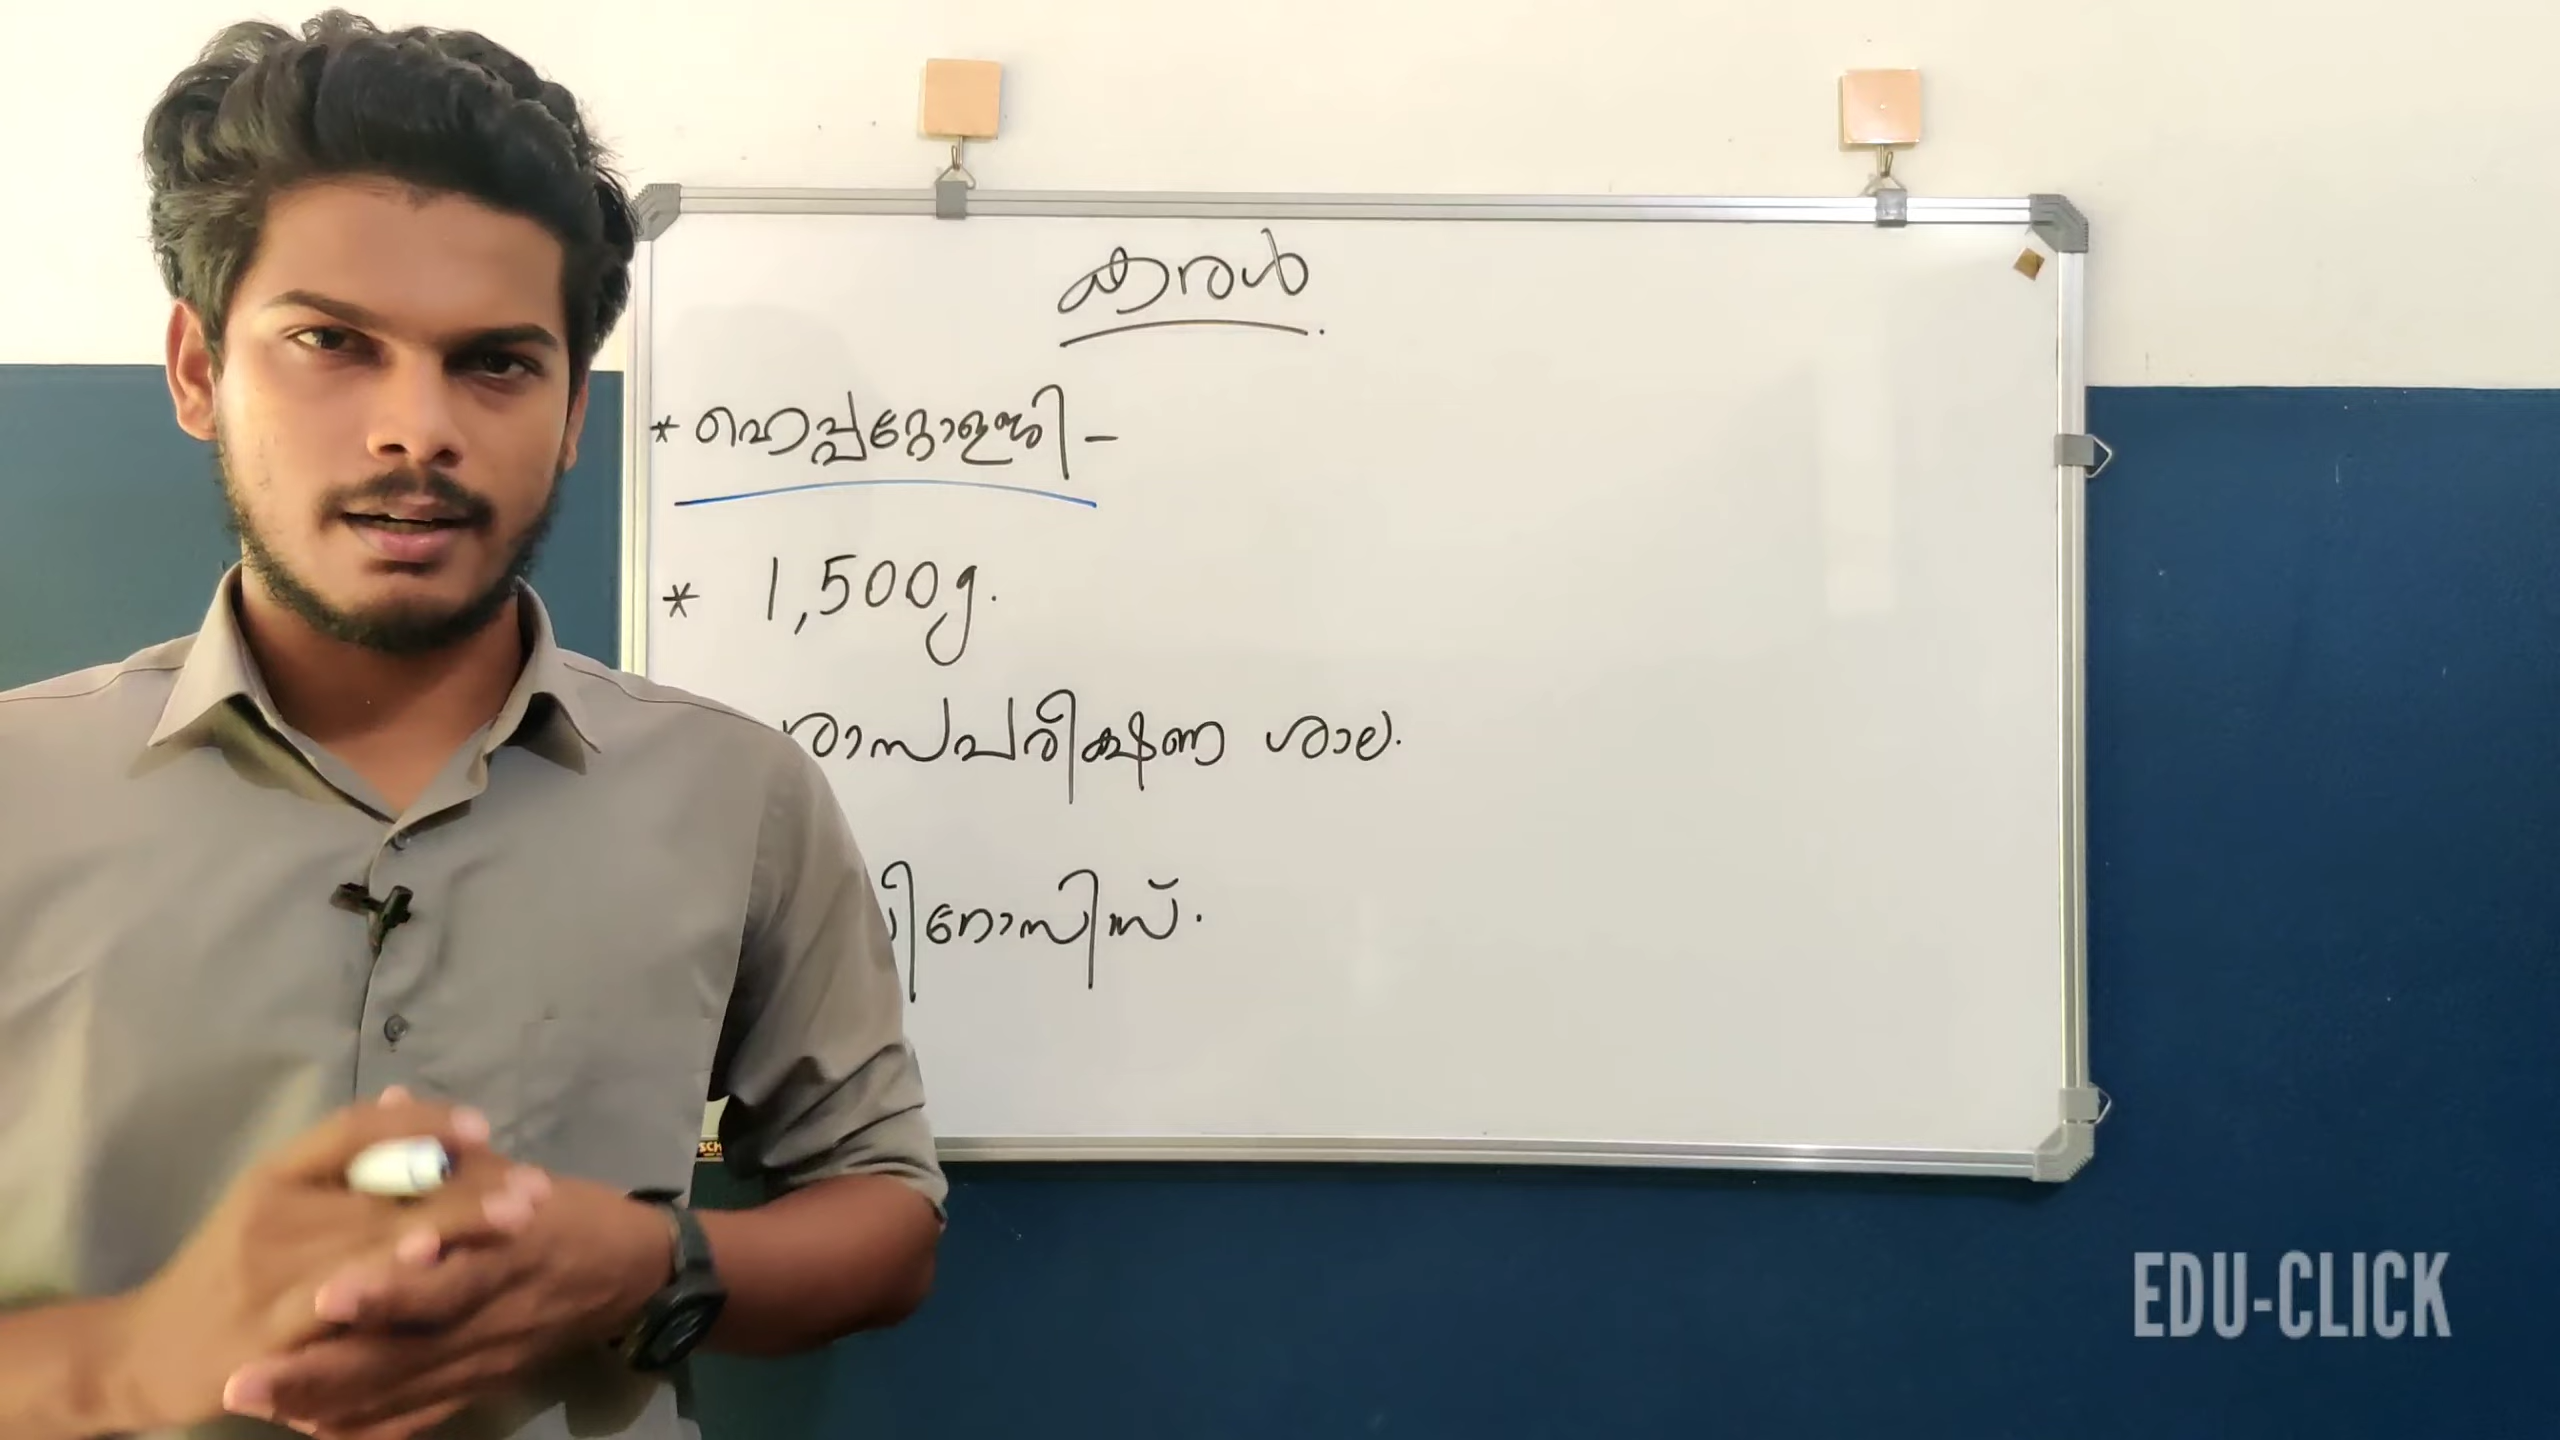 കരൾ.
* ഹെപ്പറ്റോളജി -
* 1,500g.
രാസപരീക്ഷണ ശാല.
EDU-CLICK